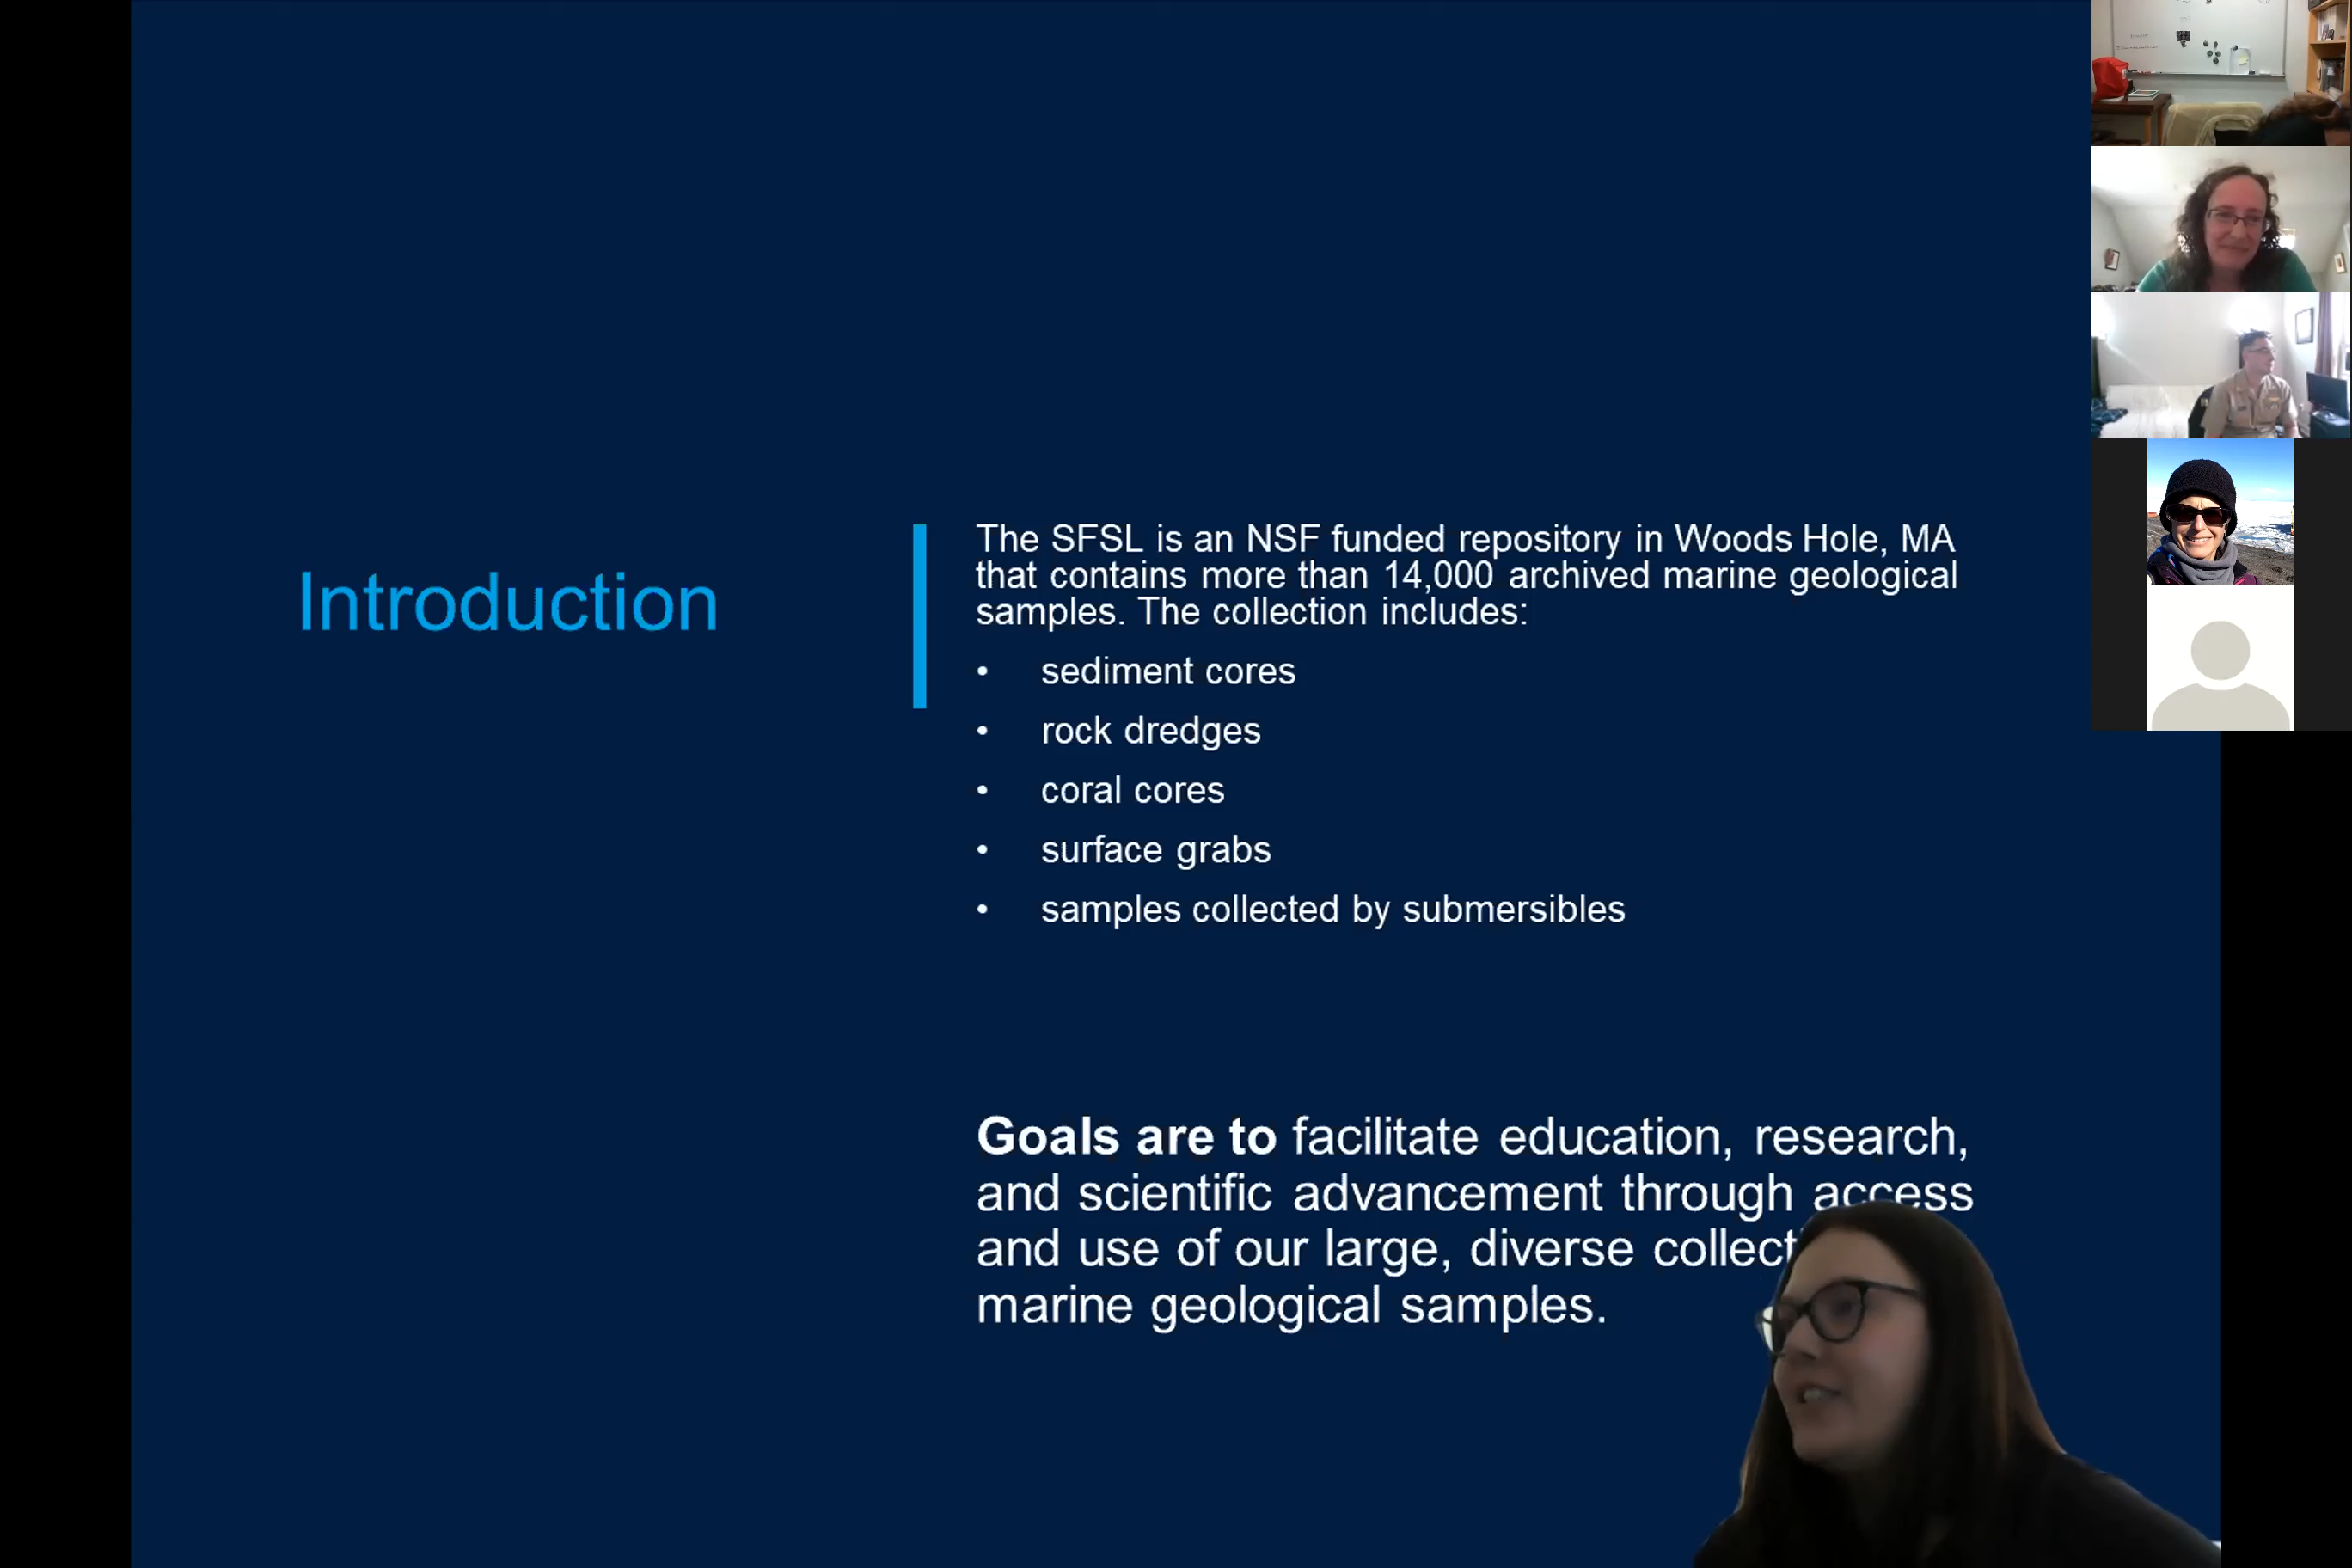 Introduction
The SFSL is an NSF funded repository in Woods Hole, MA
that contains more than 14,000 archived marine geological
samples. The collection includes:
• sediment cores
• rock dredges
• coral cores
• surface grabs
• samples collected by submersibles
Goals are to facilitate education, research,
and scientific advancement through access
and use of our large, diverse
marine geological samples.